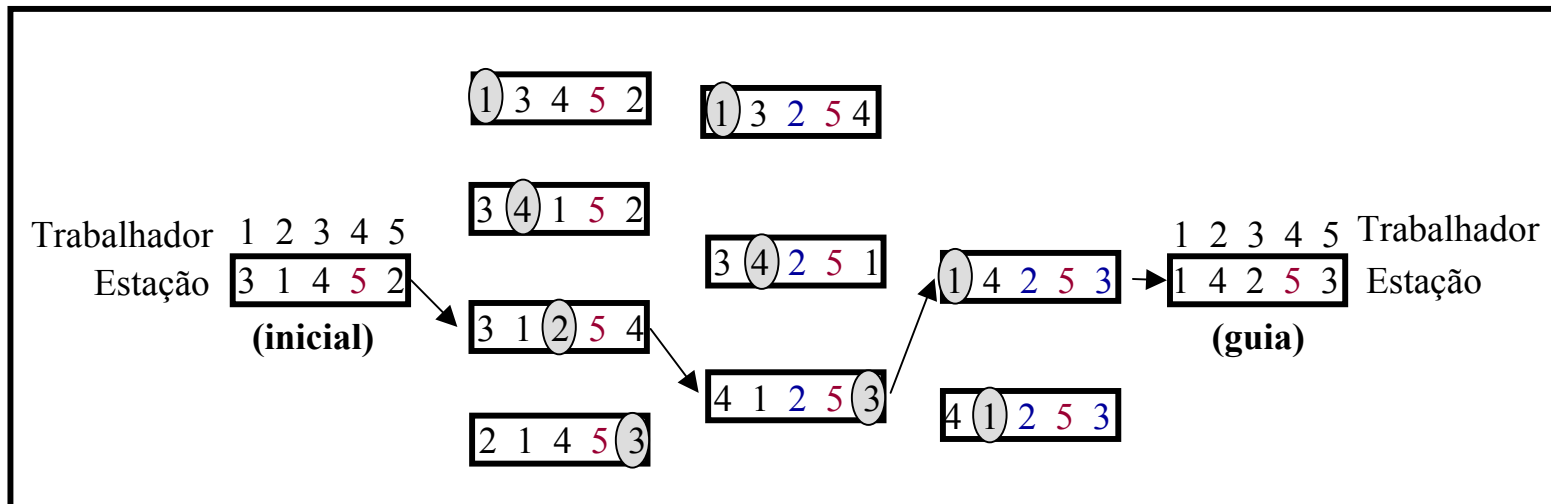 1 3 4 5 2
1 3 2 5 4
3 4 1 5 2
Trabalhador 1 2 3 4 5
Estação 3 1 4 5 2
(inicial)
3 4 2 5 1
1 4 2 5 3
1 2 3 4 5 Trabalhador
1 4 2 5 3 Estação
(guia)
3 1 2 5 4
4 1 2 5 3
4 1 2 5 3
2 1 4 5 3